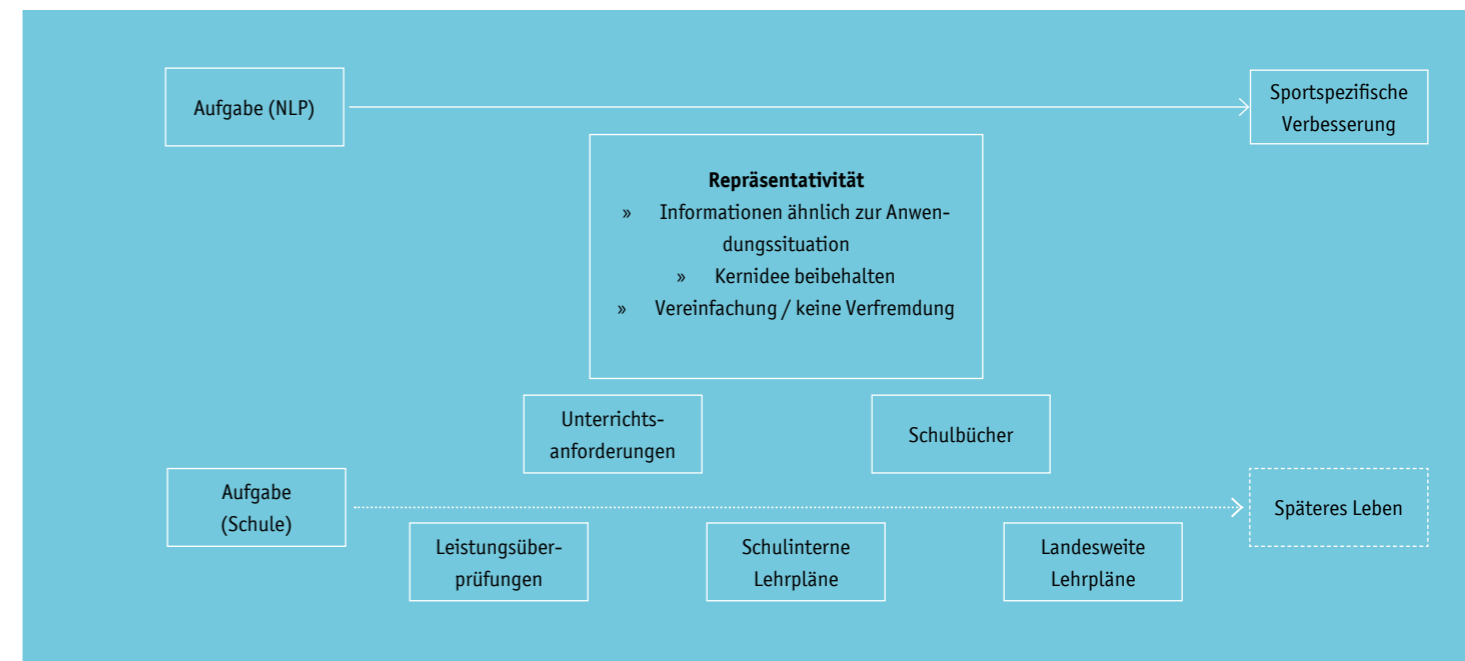 Aufgabe (NLP)
Sportspezifische
Verbesserung
Repräsentativität
» Informationen ähnlich zur Anwen-
dungssituation
» Kernidee beibehalten
» Vereinfachung / keine Verfremdung
Unterrichts-
anforderungen
Schulbücher
Aufgabe
(Schule)
Späteres Leben
Leistungsüber-
prüfungen
Schulinterne
Lehrpläne
Landesweite
Lehrpläne